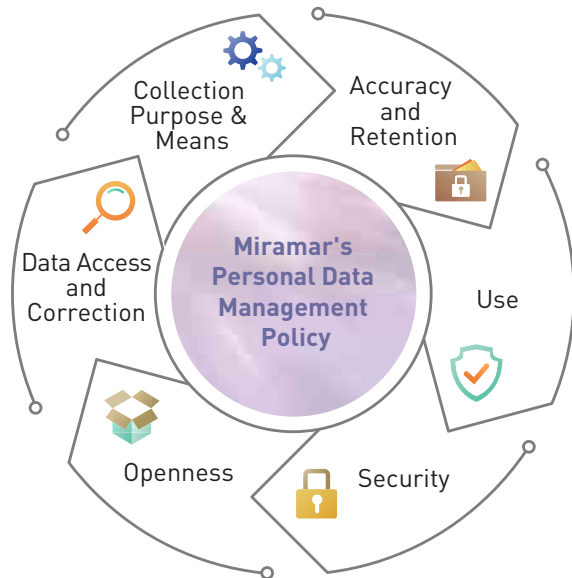 Collection
Purpose &
Means
Accuracy
and
Retention
Use
Security
Openness
Data Access
and
Correction
Miramar's
Personal Data
Management
Policy